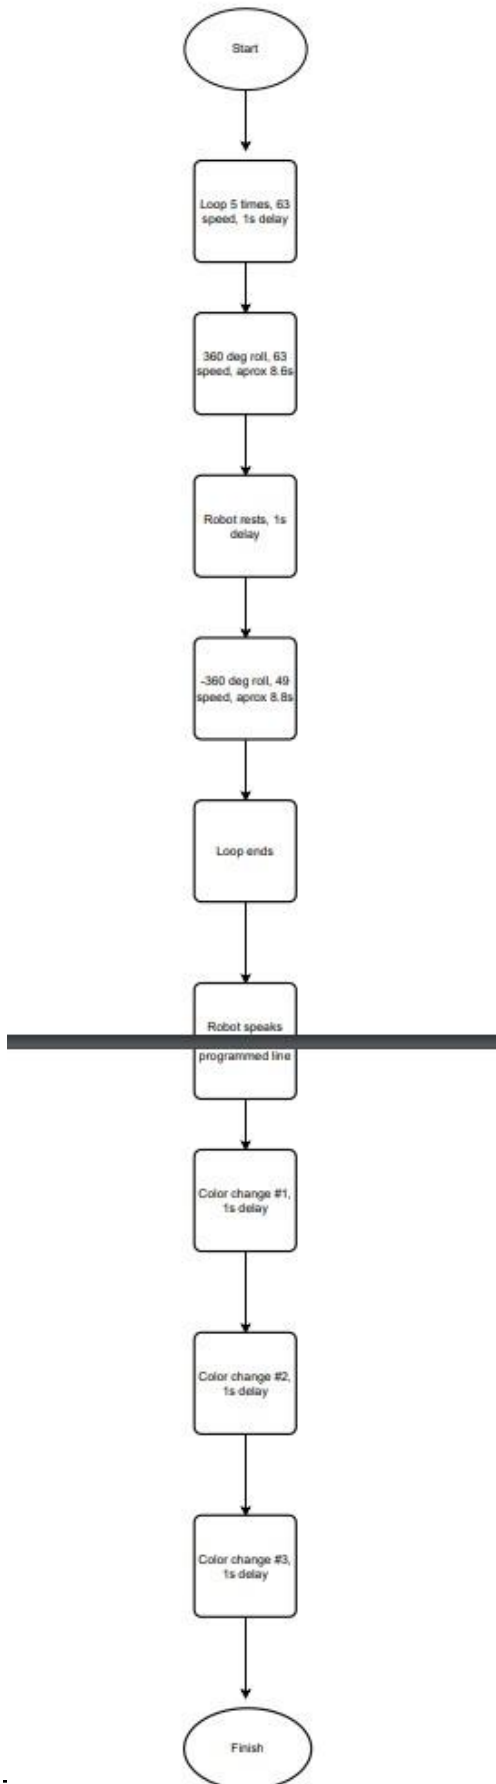 Start
Loop 5 times, 63
speed, 1s delay
360 deg roll, 63
speed, aprox 8.6s
Robot rests, 1s
delay
-360 deg roll, 49
speed, aprox 8.8s
Loop ends
Robot speaks
programmed line
Color change #1,
1s delay
Color change #2,
1s delay
Color change #3,
1s delay
Finish